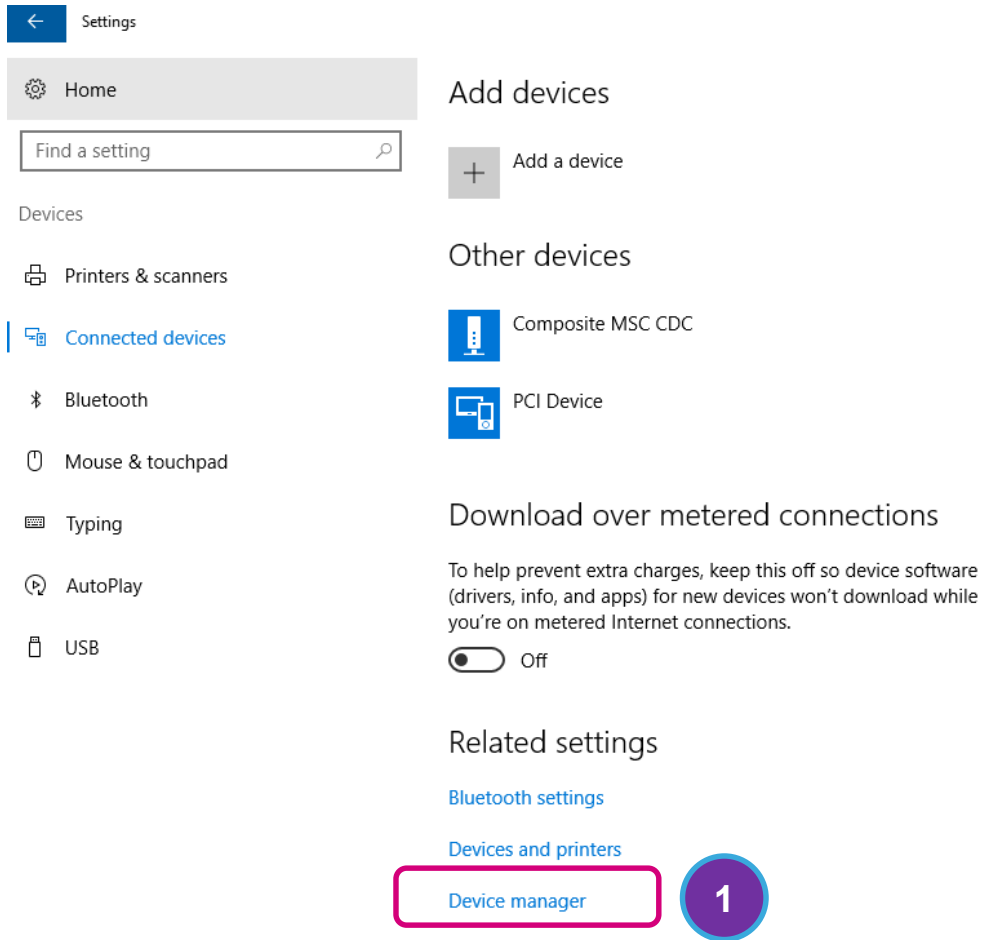 Settings
Home
Find a setting
Devices
Printers & scanners
Connected devices
Bluetooth
Mouse & touchpad
Typing
AutoPlay
USB
Add devices
Add a device
Other devices
Composite MSC CDC
PCI Device
Download over metered connections
To help prevent extra charges, keep this off so device software
(drivers, info, and apps) for new devices won't download while
you're on metered Internet connections.
Off
Related settings
Bluetooth settings
Devices and printers
Device manager
1